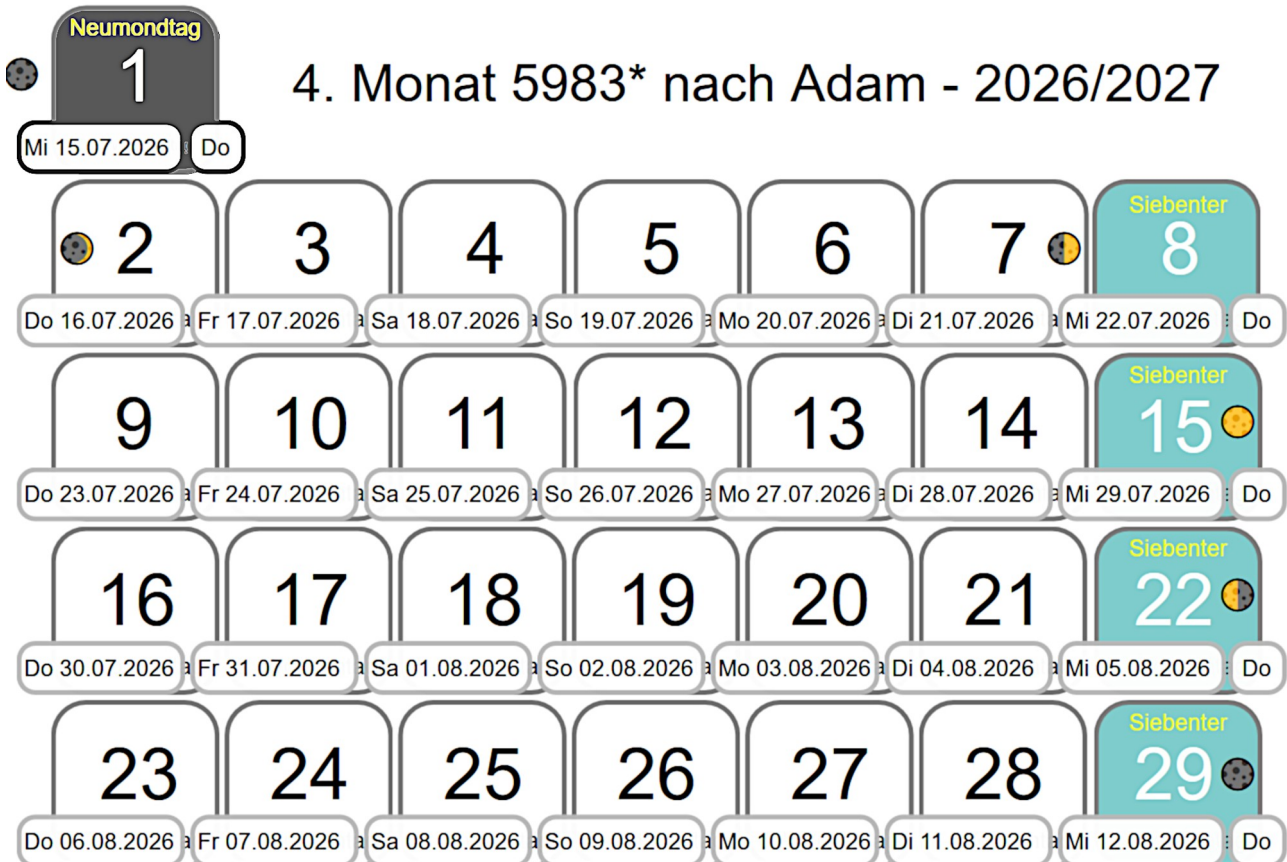 Neumondtag
1
4. Monat 5983* nach Adam - 2026/2027
Mi 15.07.2026 Do
Siebenter
2 3 4 5 6 7 8
Do 16.07.2026 Fr 17.07.2026 Sa 18.07.2026 So 19.07.2026 Mo 20.07.2026 Di 21.07.2026 Mi 22.07.2026 Do
Siebenter
9 10 11 12 13 14 15
Do 23.07.2026 Fr 24.07.2026 Sa 25.07.2026 So 26.07.2026 Mo 27.07.2026 Di 28.07.2026 Mi 29.07.2026 Do
Siebenter
16 17 18 19 20 21 22
Do 30.07.2026 Fr 31.07.2026 Sa 01.08.2026 So 02.08.2026 Mo 03.08.2026 Di 04.08.2026 Mi 05.08.2026 Do
Siebenter
23 24 25 26 27 28 29
Do 06.08.2026 Fr 07.08.2026 Sa 08.08.2026 So 09.08.2026 Mo 10.08.2026 Di 11.08.2026 Mi 12.08.2026 Do